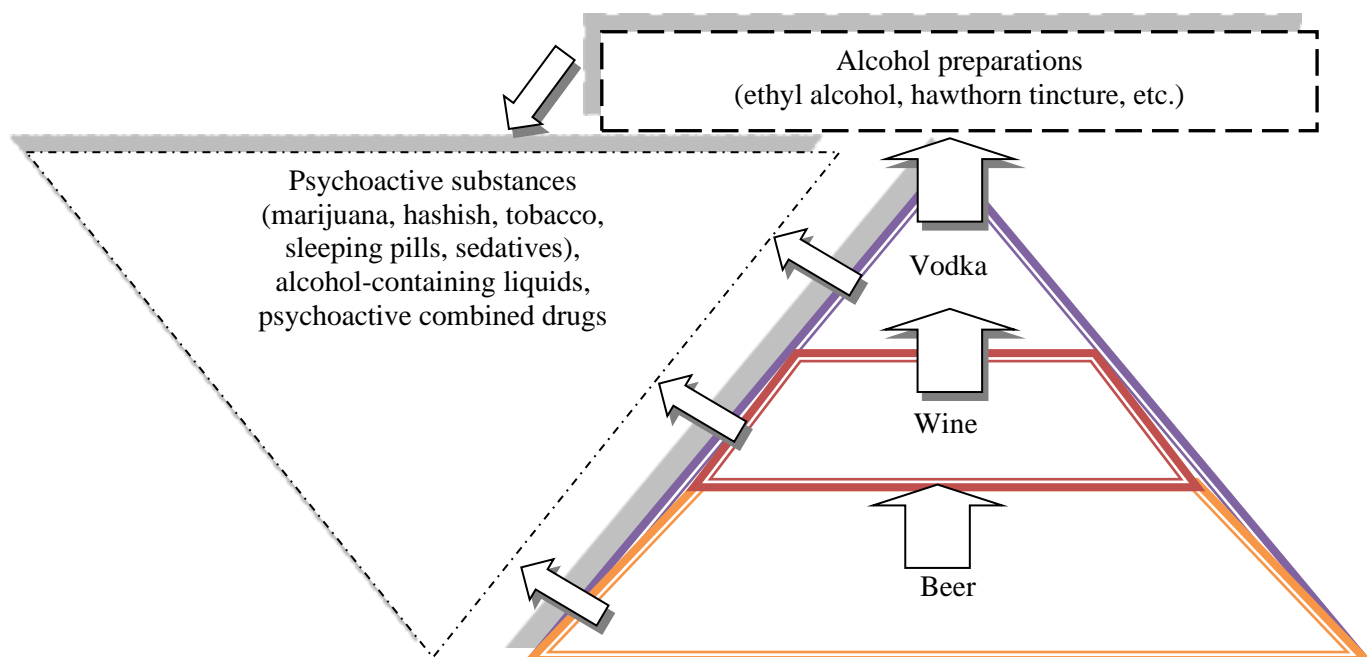 Alcohol preparations
(ethyl alcohol, hawthorn tincture, etc.)
Psychoactive substances
(marijuana, hashish, tobacco,
sleeping pills, sedatives),
alcohol-containing liquids,
psychoactive combined drugs
Vodka
Wine
Beer